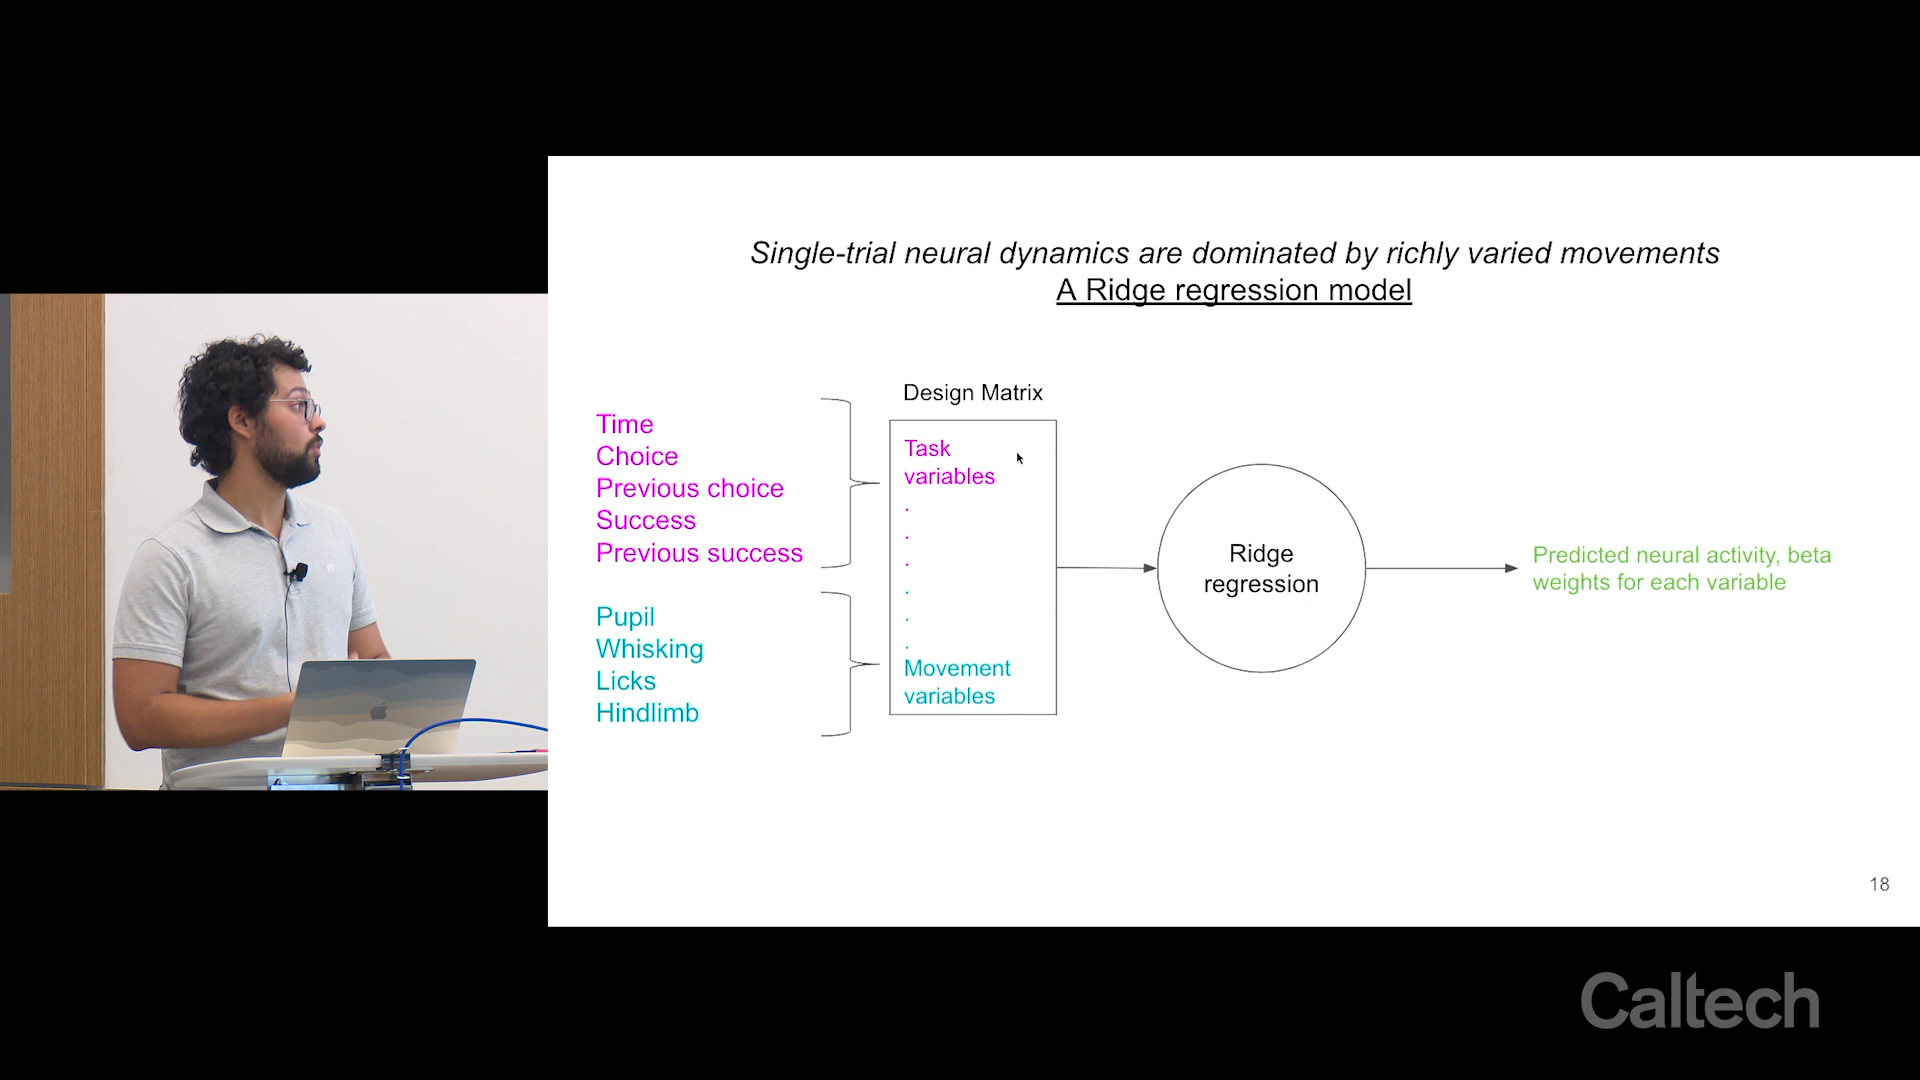 Single-trial neural dynamics are dominated by richly varied movements
A Ridge regression model
Design Matrix
Time
Choice
Previous choice
Success
Previous success
Pupil
Whisking
Licks
Hindlimb
Task
variables
.
.
.
.
.
.
Movement
variables
Ridge
regression
Predicted neural activity, beta
weights for each variable
18
Caltech